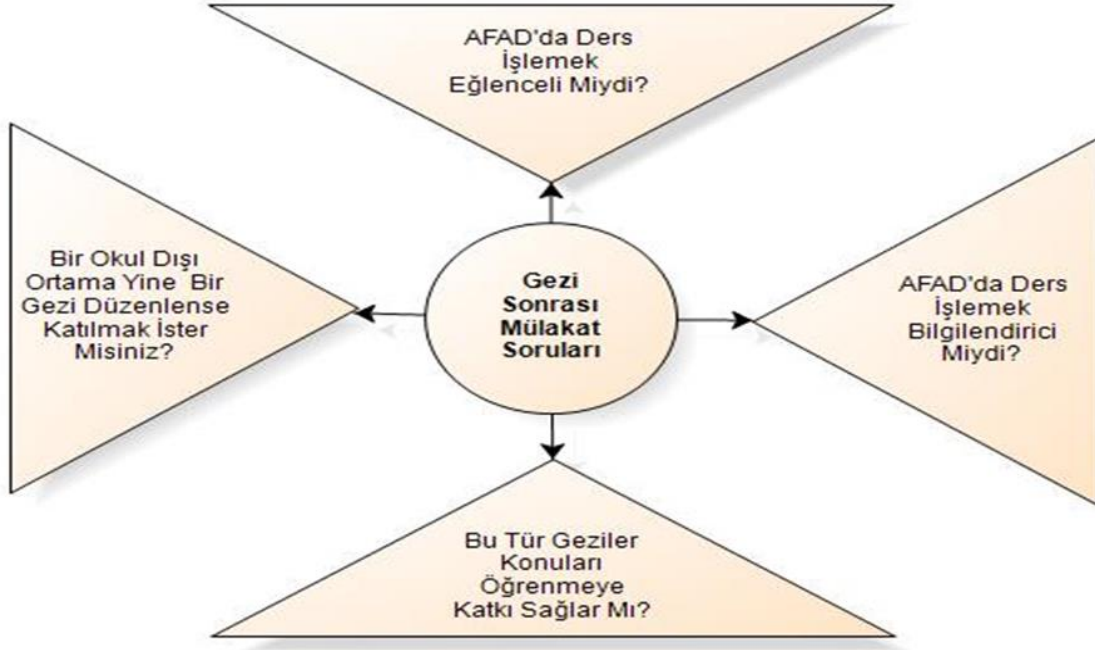 AFAD'da Ders
İşlemek
Eğlenceli Miydi?
Bir Okul Dışı
Ortama Yine Bir
Gezi Düzenlense
Katılmak İster
Misiniz?
Gezi
Sonrası
Mülakat
Soruları
AFAD'da Ders
İşlemek
Bilgilendirici
Miydi?
Bu Tür Geziler
Konuları
Öğrenmeye
Katkı Sağlar Mı?